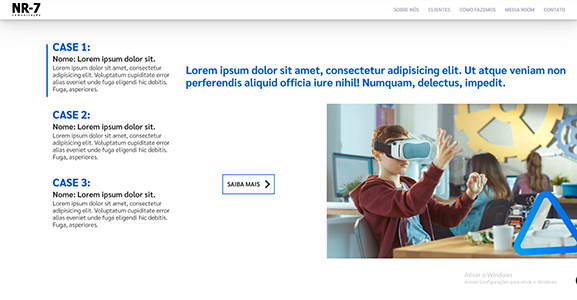 NR-7
comunicação
SOBRE NÓS CLIENTES COMO FAZEMOS MEDIA ROOM CONTATO
CASE 1:
Nome: Lorem ipsum dolor sit.
Lorem ipsum dolor sit amet, consectetur
adipisicing elit. Voluptatum cupiditate error
alias eveniet unde fuga eligendi hic debitis.
Fuga, asperiores.
CASE 2:
Nome: Lorem ipsum dolor sit.
Lorem ipsum dolor sit amet, consectetur
adipisicing elit. Voluptatum cupiditate error
alias eveniet unde fuga eligendi hic debitis.
Fuga, asperiores.
CASE 3:
Nome: Lorem ipsum dolor sit.
Lorem ipsum dolor sit amet, consectetur
adipisicing elit. Voluptatum cupiditate error
alias eveniet unde fuga eligendi hic debitis.
Fuga, asperiores.
Lorem ipsum dolor sit amet, consectetur adipisicing elit. Ut atque veniam non
perferendis aliquid officia iure nihil! Numquam, delectus, impedit.
SAIBA MAIS
Ativar o Windows
Acesse Configurações para ativar o Windows.